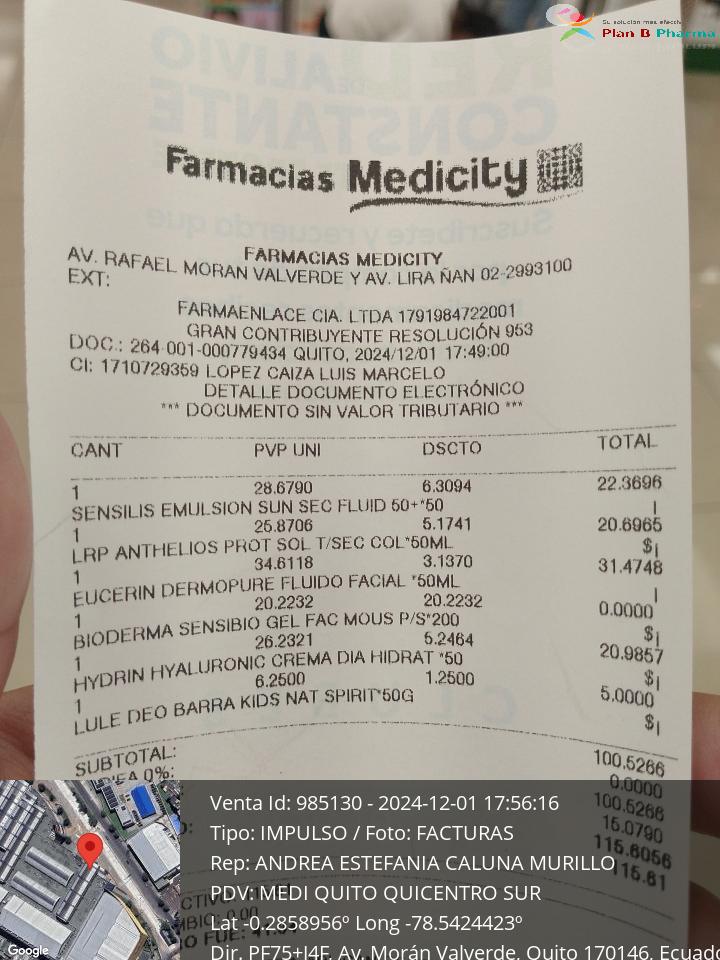 Su solución más efectiva
Plan B Pharma
Farmacias Medicity
FARMACIAS MEDICITY
AV. RAFAEL MORAN VALVERDE Y AV. LIRA ÑAN 02-2993100
EXT:
FARMAENLACE CIA. LTDA 1791984722001
GRAN CONTRIBUYENTE RESOLUCIÓN 953
DOC.: 264-001-000779434 QUITO, 2024/12/01 17:49:00
CI: 1710729359 LOPEZ CAIZA LUIS MARCELO
DETALLE DOCUMENTO ELECTRÓNICO
*** DOCUMENTO SIN VALOR TRIBUTARIO ***
CANT PVP UNI DSCTO TOTAL
1 28.6790 6.3094 22.3696
SENSILIS EMULSION SUN SEC FLUID 50+*50 I
1 25.8706 5.1741 20.6965
LRP ANTHELIOS PROT SOL T/SEC COL*50ML $¡
1 34.6118 3.1370 31.4748
EUCERIN DERMOPURE FLUIDO FACIAL *50ML I
1 20.2232 20.2232 0.0000
BIODERMA SENSIBIO GEL FAC MOUS P/S*200 $¡
1 26.2321 5.2464 20.9857
HYDRIN HYALURONIC CREMA DIA HIDRAT *50 $¡
1 6.2500 1.2500 5.0000
LULE DEO BARRA KIDS NAT SPIRIT*50G $¡
SUBTOTAL: 100.5266
0%: 0.0000
100.5266
15.0790
115.6056
115.61
Venta Id: 985130 - 2024-12-01 17:56:16
Tipo: IMPULSO / Foto: FACTURAS
Rep: ANDREA ESTEFANIA CALUNA MURILLO
PDV: MEDI QUITO QUICENTRO SUR
Lat -0.2858956º Long -78.5424423º
Dir. PF75+J4F, Av. Morán Valverde, Quito 170146, Ecuado
Google